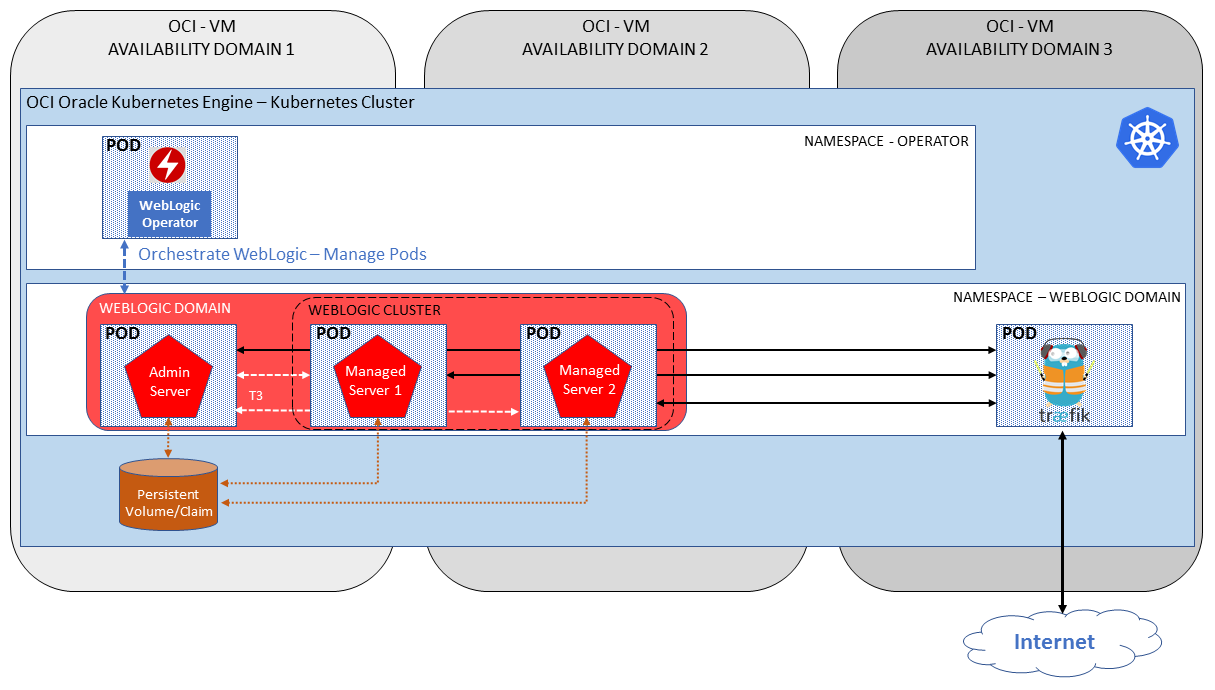 OCI - VM
AVAILABILITY DOMAIN 1
OCI - VM
AVAILABILITY DOMAIN 2
OCI - VM
AVAILABILITY DOMAIN 3
OCI Oracle Kubernetes Engine – Kubernetes Cluster
NAMESPACE - OPERATOR
POD
WebLogic
Operator
Orchestrate WebLogic – Manage Pods
NAMESPACE – WEBLOGIC DOMAIN
WEBLOGIC DOMAIN
WEBLOGIC CLUSTER
POD
Admin
Server
T3
POD
Managed
Server 1
POD
Managed
Server 2
POD
træfik
Persistent
Volume/Claim
Internet